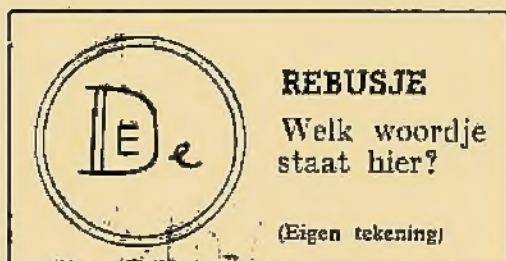 D E e
REBUSJE
Welk woordje
staat hier?
(Eigen tekening)